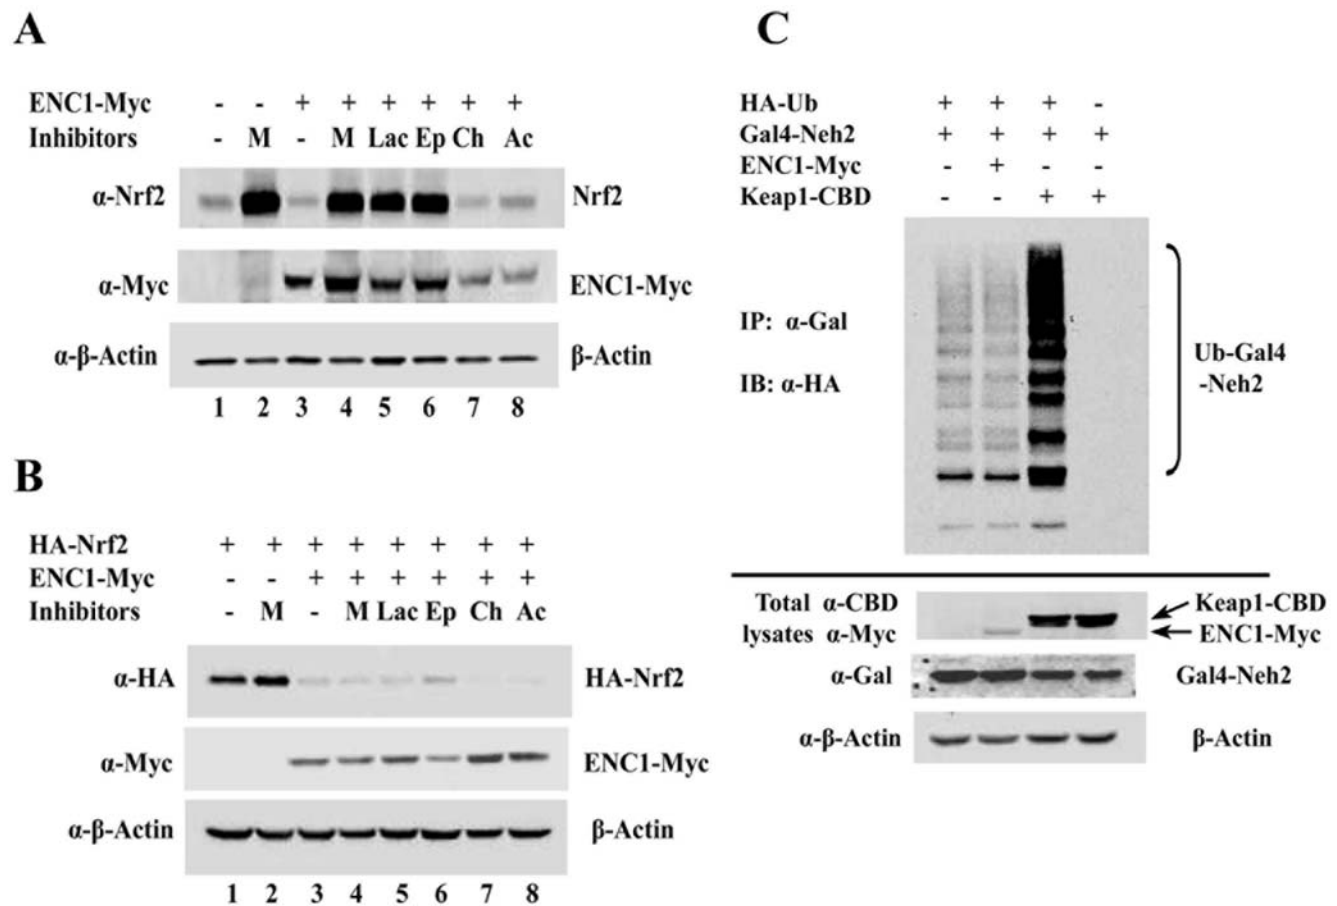 A
ENC1-Myc - - + + + + + +
Inhibitors - M - M Lac Ep Ch Ac
α-Nrf2 Nrf2
α-Myc ENC1-Myc
α-β-Actin β-Actin
1 2 3 4 5 6 7 8
B
HA-Nrf2 + + + + + + + +
ENC1-Myc - - + + + + + +
Inhibitors - M - M Lac Ep Ch Ac
α-HA HA-Nrf2
α-Myc ENC1-Myc
α-β-Actin β-Actin
1 2 3 4 5 6 7 8
C
HA-Ub + + + -
Gal4-Neh2 + + + +
ENC1-Myc - + - -
Keap1-CBD - - + +
IP: α-Gal
IB: α-HA
Ub-Gal4
-Neh2
Total α-CBD Keap1-CBD
lysates α-Myc ENC1-Myc
α-Gal Gal4-Neh2
α-β-Actin β-Actin